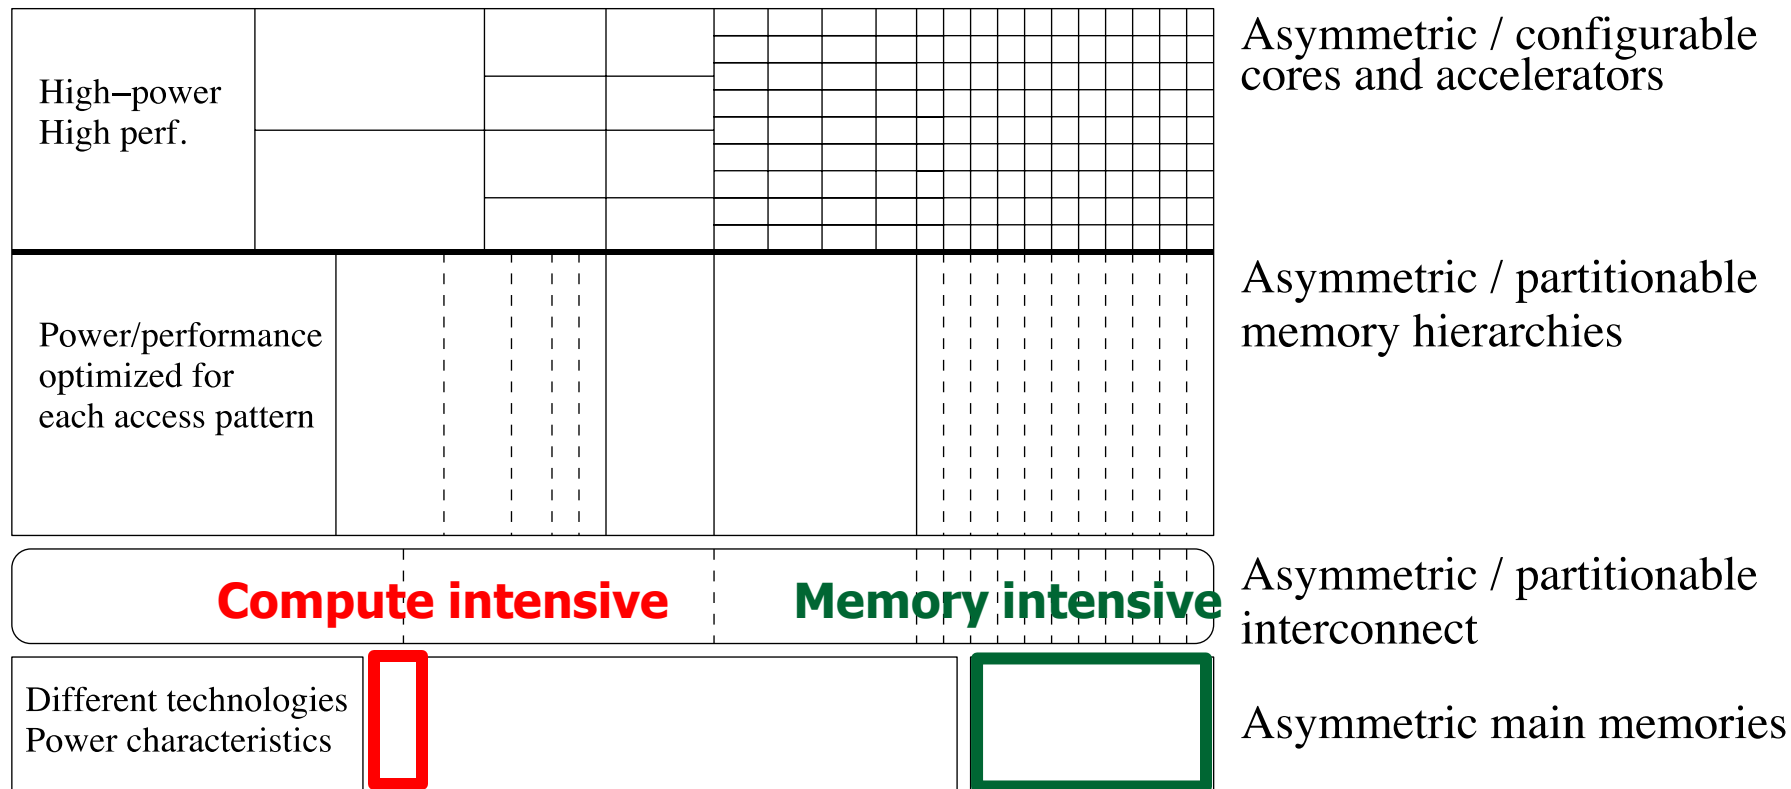 High−power
High perf.
Asymmetric / configurable
cores and accelerators
Power/performance
optimized for
each access pattern
Asymmetric / partitionable
memory hierarchies
Compute intensive
Memory intensive
Asymmetric / partitionable
interconnect
Different technologies
Power characteristics
Asymmetric main memories